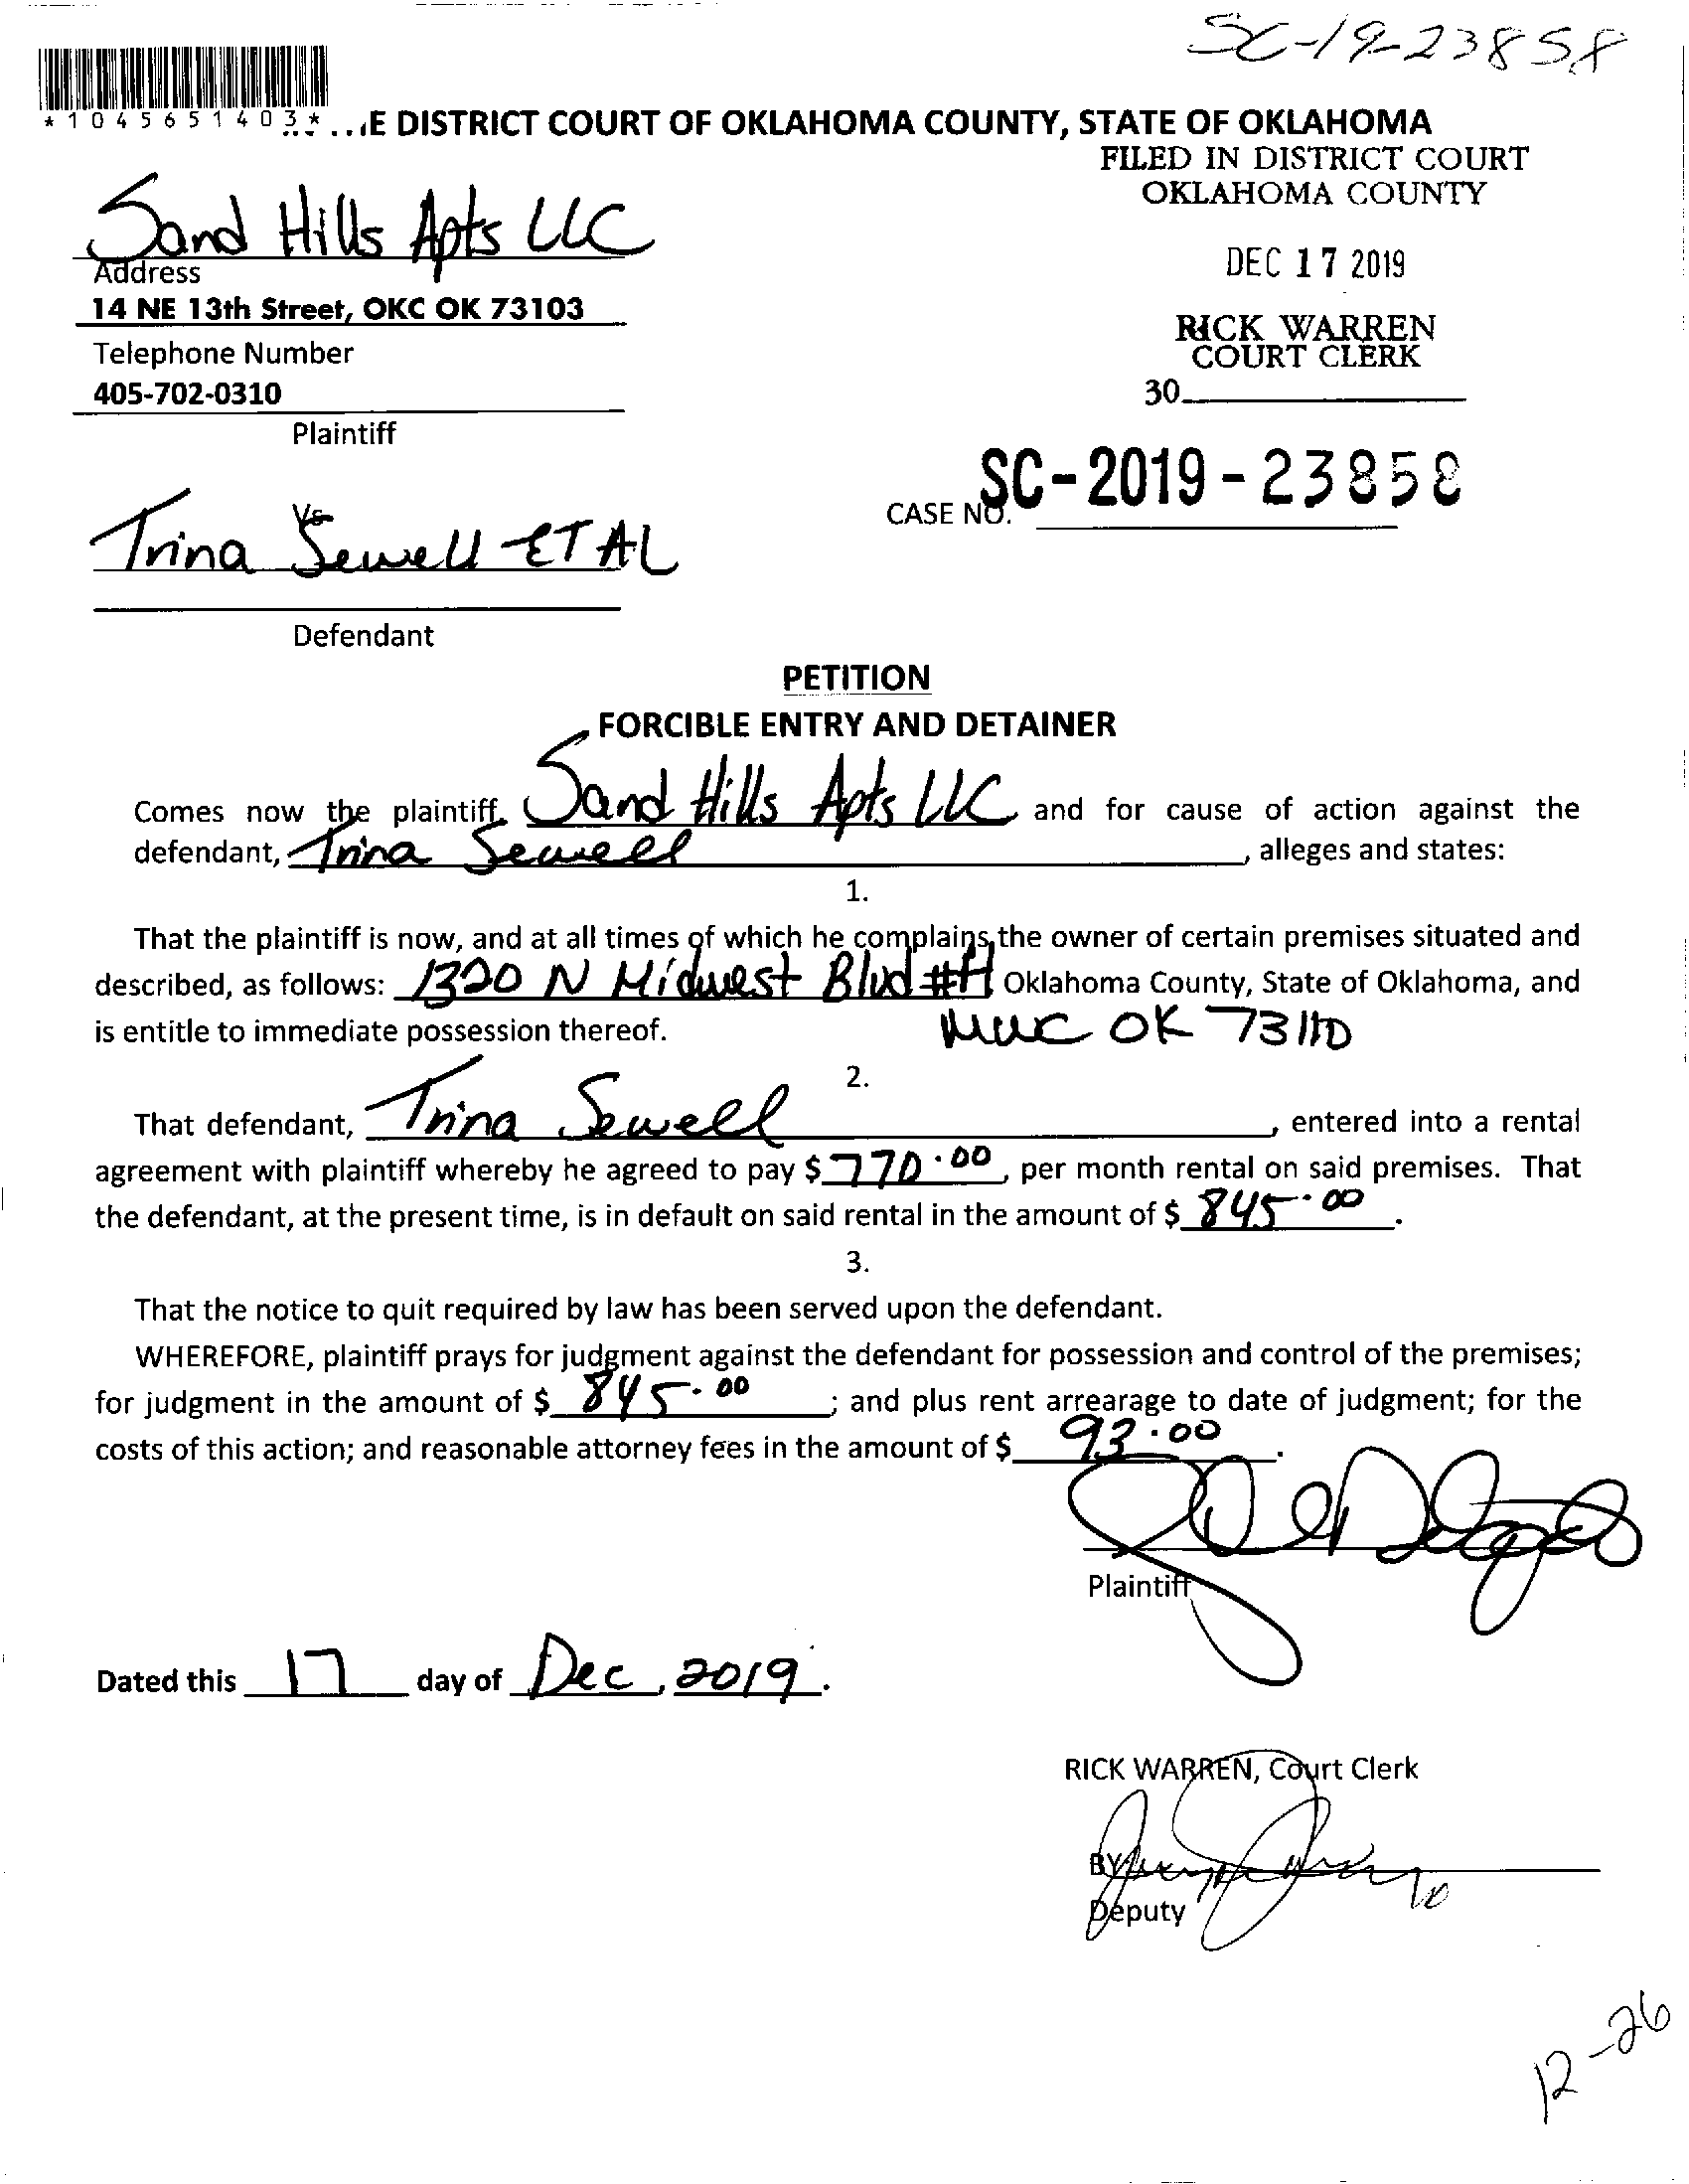 SC-19-23858
*1045651403*...E DISTRICT COURT OF OKLAHOMA COUNTY, STATE OF OKLAHOMA
FILED IN DISTRICT COURT
OKLAHOMA COUNTY
Sand Hills Apts LLC
DEC 17 2019
Address
14 NE 13th Street, OKC OK 73103
RICK WARREN
COURT CLERK
Telephone Number
405-702-0310
30
Plaintiff
SC-2019-23858
CASE NO.
Vs
Trina Sewell ET AL
Defendant
PETITION
FORCIBLE ENTRY AND DETAINER
Comes now the plaintiff, Sand Hills Apts LLC and for cause of action against the
defendant, Trina Sewell, alleges and states:
1.
That the plaintiff is now, and at all times of which he complains, the owner of certain premises situated and
described, as follows: 1320 N Midwest Blvd #H Oklahoma County, State of Oklahoma, and
is entitle to immediate possession thereof. MWC OK 73110
2.
That defendant, Trina Sewell, entered into a rental
agreement with plaintiff whereby he agreed to pay $770.00, per month rental on said premises. That
the defendant, at the present time, is in default on said rental in the amount of $845.00.
3.
That the notice to quit required by law has been served upon the defendant.
WHEREFORE, plaintiff prays for judgment against the defendant for possession and control of the premises;
for judgment in the amount of $845.00; and plus rent arrearage to date of judgment; for the
costs of this action; and reasonable attorney fees in the amount of $93.00.
Plaintiff
Dated this 17 day of Dec, 2019.
RICK WARREN, Court Clerk
BY
Deputy
12-26